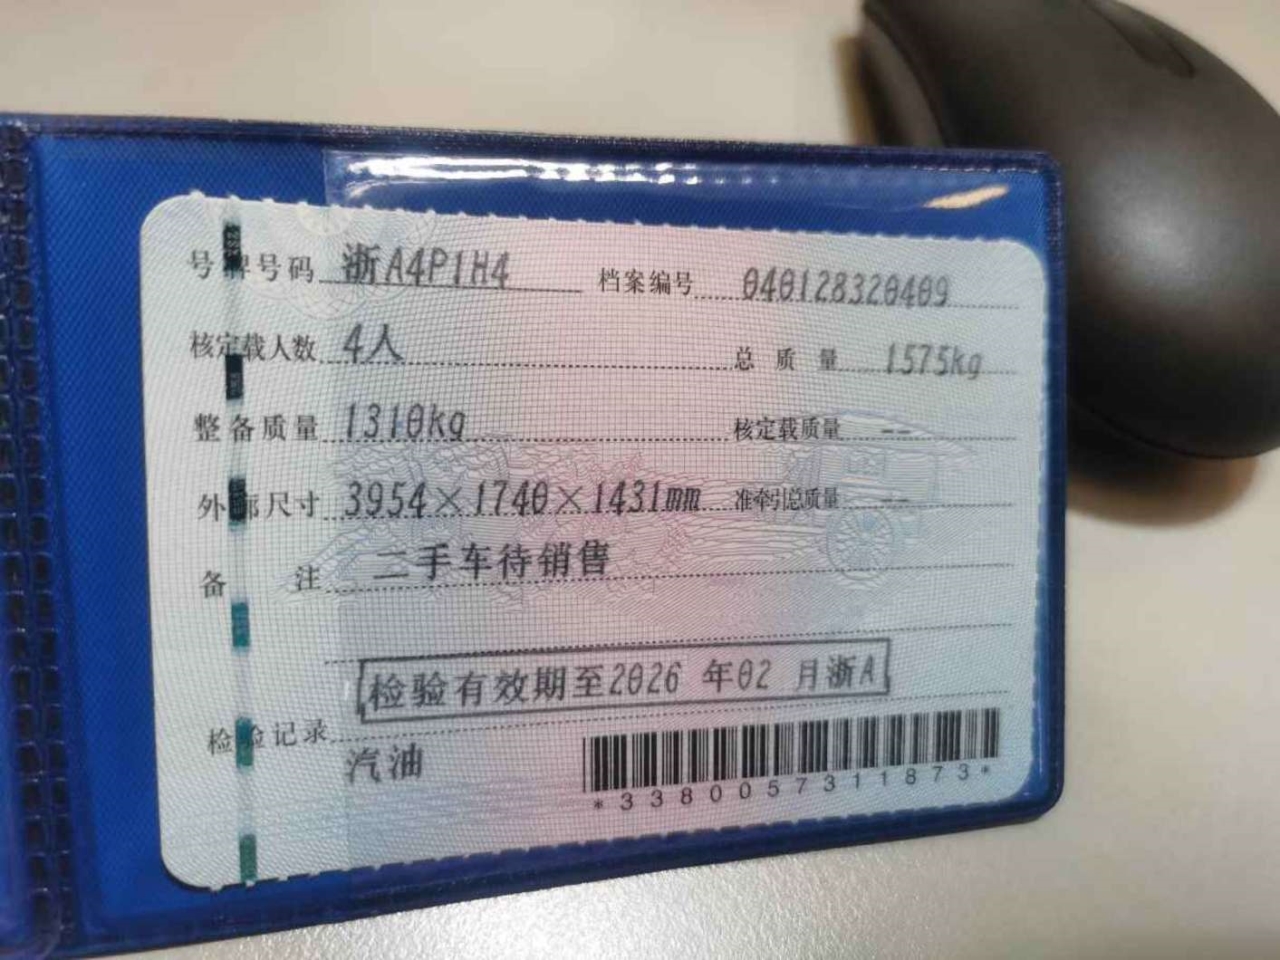 号牌号码 浙A4P1H4 档案编号 040128320409
核定载人数 4人 总质量 1575kg
整备质量 1310kg 核定载质量 --
外廓尺寸 3954×1740×1431mm 准牵引总质量 --
备注 二手车待销售
检验有效期至2026年02月浙A
检验记录
汽油
*3380057311873*